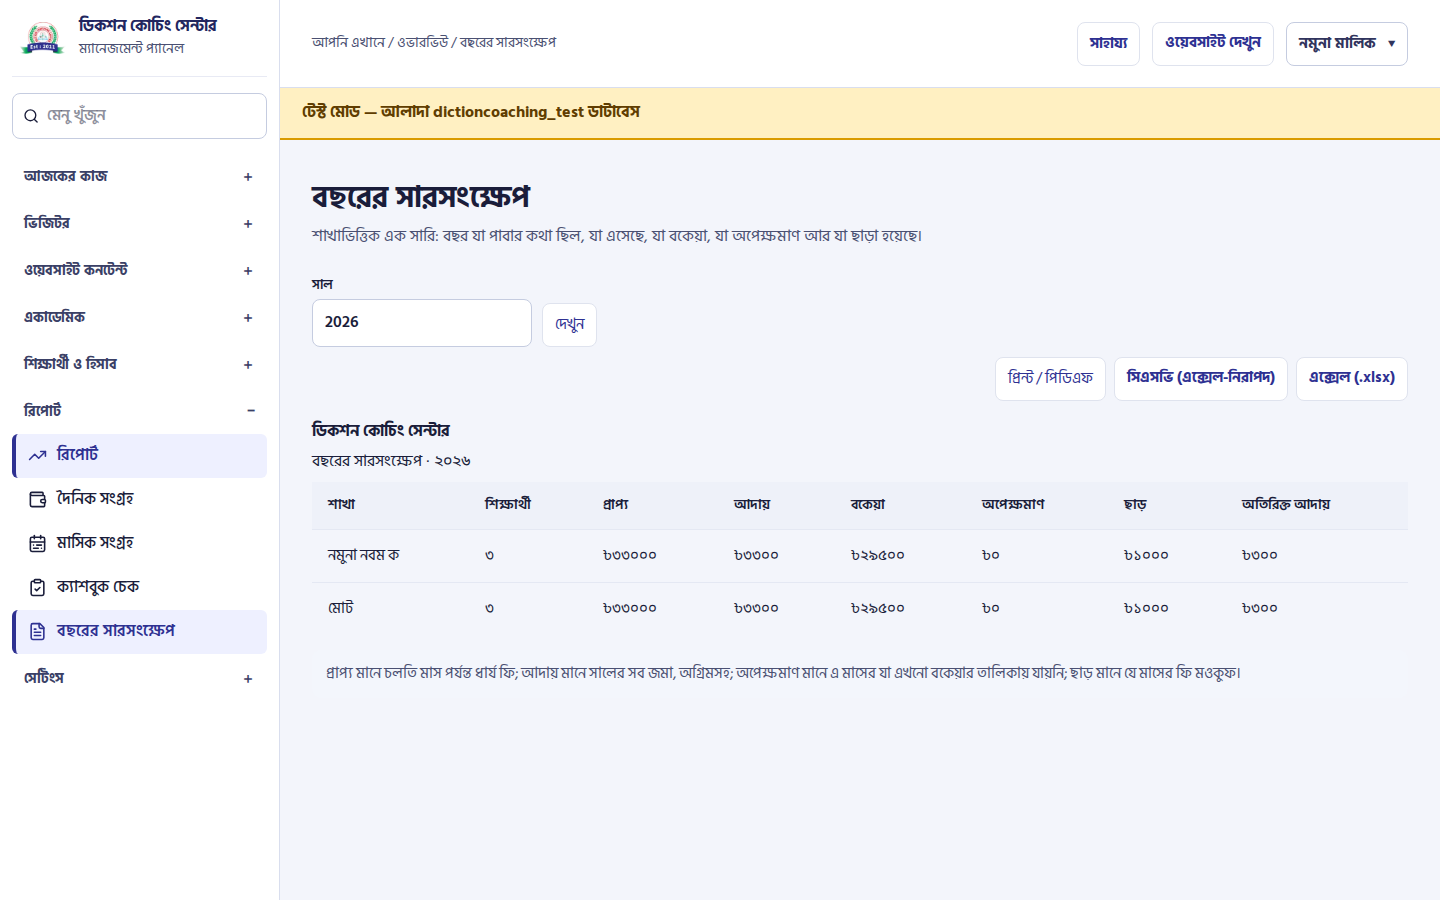 ডিকশন কোচিং সেন্টার
ম্যানেজমেন্ট প্যানেল
Est : 2011
মেনু খুঁজুন
আজকের কাজ +
ভিজিটর +
ওয়েবসাইট কনটেন্ট +
একাডেমিক +
শিক্ষার্থী ও হিসাব +
রিপোর্ট −
রিপোর্ট
দৈনিক সংগ্রহ
মাসিক সংগ্রহ
ক্যাশবুক চেক
বছরের সারসংক্ষেপ
সেটিংস +
আপনি এখানে / ওভারভিউ / বছরের সারসংক্ষেপ
সাহায্য
ওয়েবসাইট দেখুন
নমুনা মালিক ▾
টেস্ট মোড — আলাদা dictioncoaching_test ডাটাবেস
বছরের সারসংক্ষেপ
শাখাভিত্তিক এক সারি: বছর যা পাবার কথা ছিল, যা এসেছে, যা বকেয়া, যা অপেক্ষমাণ আর যা ছাড়া হয়েছে।
সাল
2026 দেখুন
প্রিন্ট / পিডিএফ সিএসভি (এক্সেল-নিরাপদ) এক্সেল (.xlsx)
ডিকশন কোচিং সেন্টার
বছরের সারসংক্ষেপ · ২০২৬
শাখা শিক্ষার্থী প্রাপ্য আদায় বকেয়া অপেক্ষমাণ ছাড় অতিরিক্ত আদায়
নমুনা নবম ক ৩ ৳৩৩০০০ ৳৩৩০০ ৳২৯৫০০ ৳০ ৳১০০০ ৳৩০০
মোট ৩ ৳৩৩০০০ ৳৩৩০০ ৳২৯৫০০ ৳০ ৳১০০০ ৳৩০০
প্রাপ্য মানে চলতি মাস পর্যন্ত ধার্য ফি; আদায় মানে সালের সব জমা, অগ্রিমসহ; অপেক্ষমাণ মানে এ মাসের যা এখনো বকেয়ার তালিকায় যায়নি; ছাড় মানে যে মাসের ফি মওকুফ।